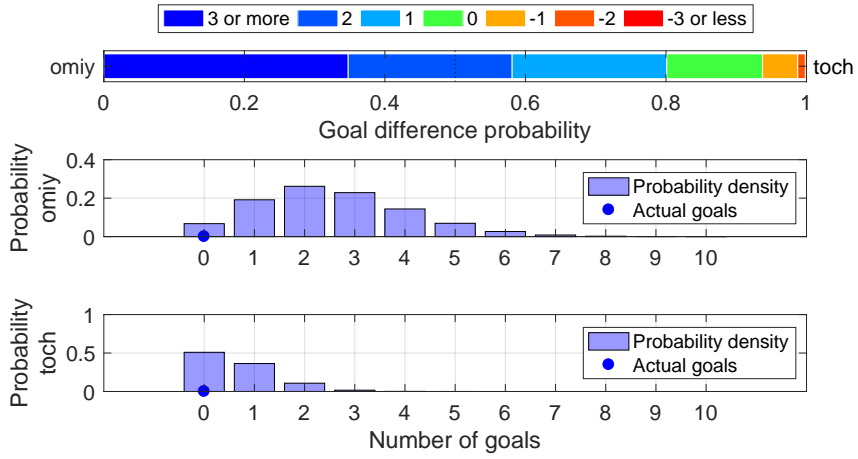 3 or more 2 1 0 -1 -2 -3 or less
omiy toch
0 0.2 0.4 0.6 0.8 1
Goal difference probability
0.4
0.2
0
Probability
omiy
Probability density
Actual goals
0 1 2 3 4 5 6 7 8 9 10
1
0.5
0
Probability
toch
Probability density
Actual goals
0 1 2 3 4 5 6 7 8 9 10
Number of goals